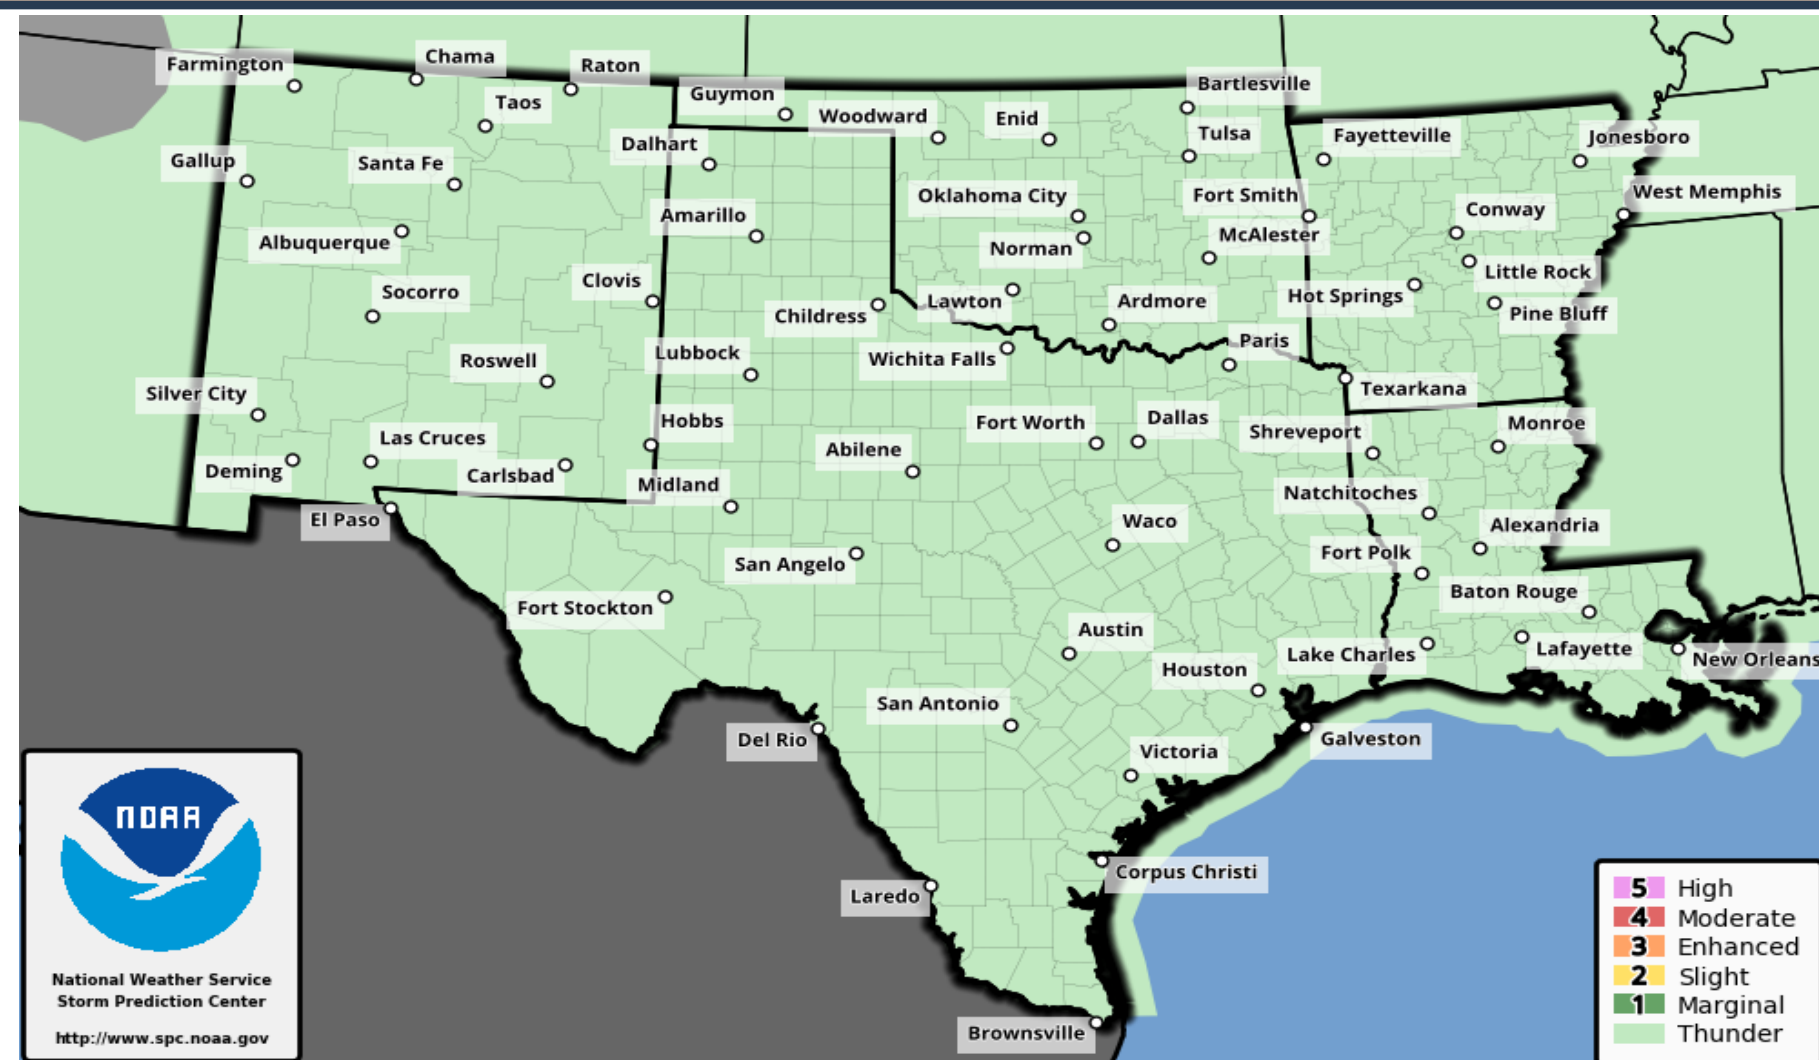 Farmington
Chama
Raton
Taos
Guymon
Woodward
Enid
Bartlesville
Tulsa
Fayetteville
Jonesboro
Gallup
Santa Fe
Dalhart
Oklahoma City
Fort Smith
West Memphis
Conway
Albuquerque
Amarillo
Norman
McAlester
Socorro
Clovis
Childress
Lawton
Ardmore
Hot Springs
Little Rock
Pine Bluff
Roswell
Lubbock
Wichita Falls
Paris
Texarkana
Silver City
Hobbs
Fort Worth
Dallas
Shreveport
Monroe
Deming
Las Cruces
Carlsbad
Midland
Abilene
Natchitoches
El Paso
Waco
Alexandria
San Angelo
Fort Polk
Fort Stockton
Baton Rouge
Austin
Houston
Lake Charles
Lafayette
New Orleans
San Antonio
Del Rio
Victoria
Galveston
Corpus Christi
Laredo
Brownsville
NOAA
National Weather Service
Storm Prediction Center
http://www.spc.noaa.gov
5 High
4 Moderate
3 Enhanced
2 Slight
1 Marginal
Thunder